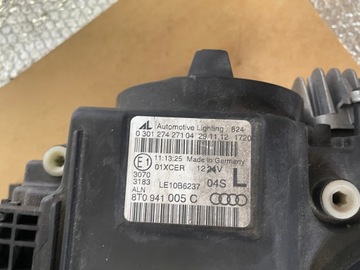 AL Automotive Lighting 624
0 301 274 271 04 29.11.12 1720
11:13:25 Made in Germany
E1 01XCER 12 24V L
3070
3183 LE10B6237 04S
ALN
8T0 941 005 C